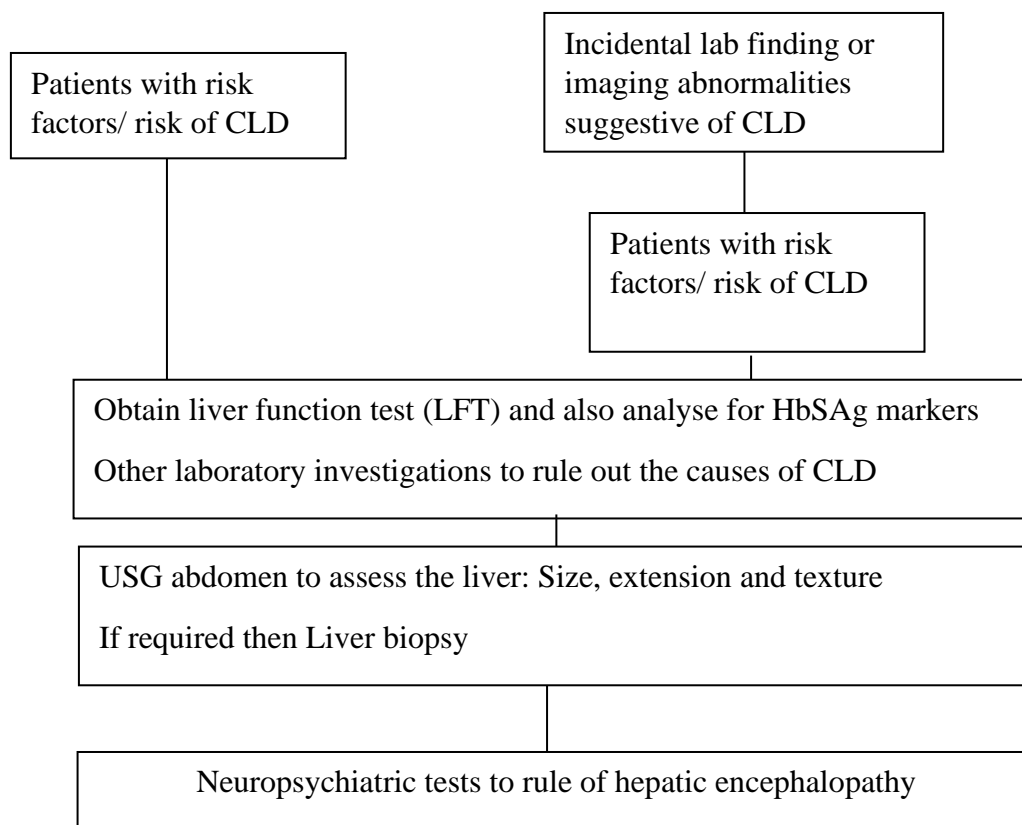 Patients with risk
factors/ risk of CLD
Incidental lab finding or
imaging abnormalities
suggestive of CLD
Patients with risk
factors/ risk of CLD
Obtain liver function test (LFT) and also analyse for HbSAg markers
Other laboratory investigations to rule out the causes of CLD
USG abdomen to assess the liver: Size, extension and texture
If required then Liver biopsy
Neuropsychiatric tests to rule of hepatic encephalopathy